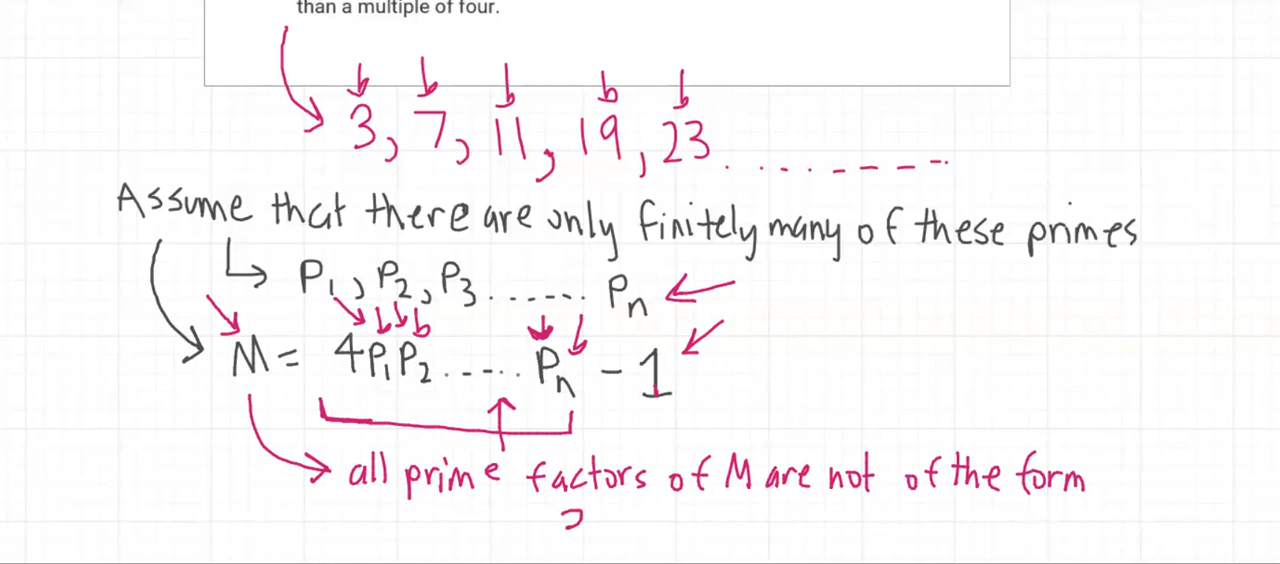 than a multiple of four.
3, 7, 11, 19, 23 . . . . . - - - -
Assume that there are only finitely many of these primes
P₁, P₂, P₃ ...... Pₙ
M = 4P₁P₂ ..... Pₙ - 1
all prime factors of M are not of the form